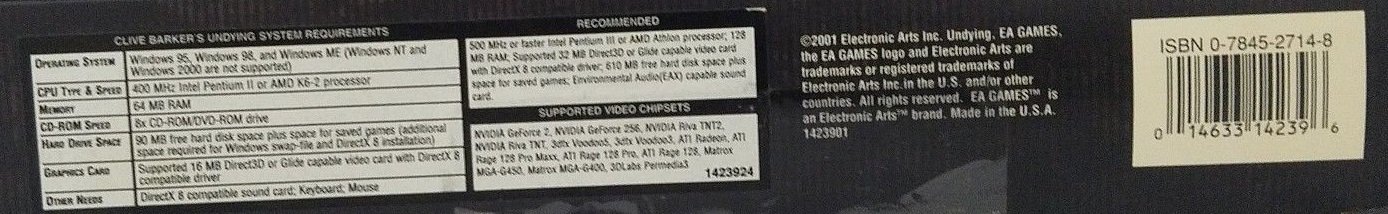 CLIVE BARKER'S UNDYING SYSTEM REQUIREMENTS
OPERATING SYSTEM Windows 95, Windows 98, and Windows ME (Windows NT and
Windows 2000 are not supported)
CPU TYPE & SPEED 400 MHz Intel Pentium II or AMD K6-2 processor
MEMORY 64 MB RAM
CD-ROM SPEED 8x CD-ROM/DVD-ROM drive
HARD DRIVE SPACE 90 MB free hard disk space plus space for saved games (additional
space required for Windows swap-file and DirectX 8 installation)
GRAPHICS CARD Supported 16 MB Direct3D or Glide capable video card with DirectX 8
compatible driver
OTHER NEEDS DirectX 8 compatible sound card; Keyboard; Mouse
RECOMMENDED
500 MHz or faster Intel Pentium III or AMD Athlon processor; 128
MB RAM; Supported 32 MB Direct3D or Glide capable video card
with DirectX 8 compatible driver; 610 MB free hard disk space plus
space for saved games; Environmental Audio(EAX) capable sound
card.
SUPPORTED VIDEO CHIPSETS
NVIDIA GeForce 2, NVIDIA GeForce 256, NVIDIA Riva TNT2,
NVIDIA Riva TNT, 3dfx Voodoo5, 3dfx Voodoo3, ATI Radeon, ATI
Rage 128 Pro Maxx, ATI Rage 128 Pro, ATI Rage 128, Matrox
MGA-G450, Matrox MGA-G400, 3DLabs Permedia3
1423924
©2001 Electronic Arts Inc. Undying, EA GAMES,
the EA GAMES logo and Electronic Arts are
trademarks or registered trademarks of
Electronic Arts Inc.in the U.S. and/or other
countries. All rights reserved. EA GAMES™ is
an Electronic Arts™ brand. Made in the U.S.A.
1423901
ISBN 0-7845-2714-8
0 14633 14239 6